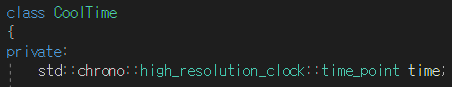 class CoolTime
{
private:
std::chrono::high_resolution_clock::time_point time;